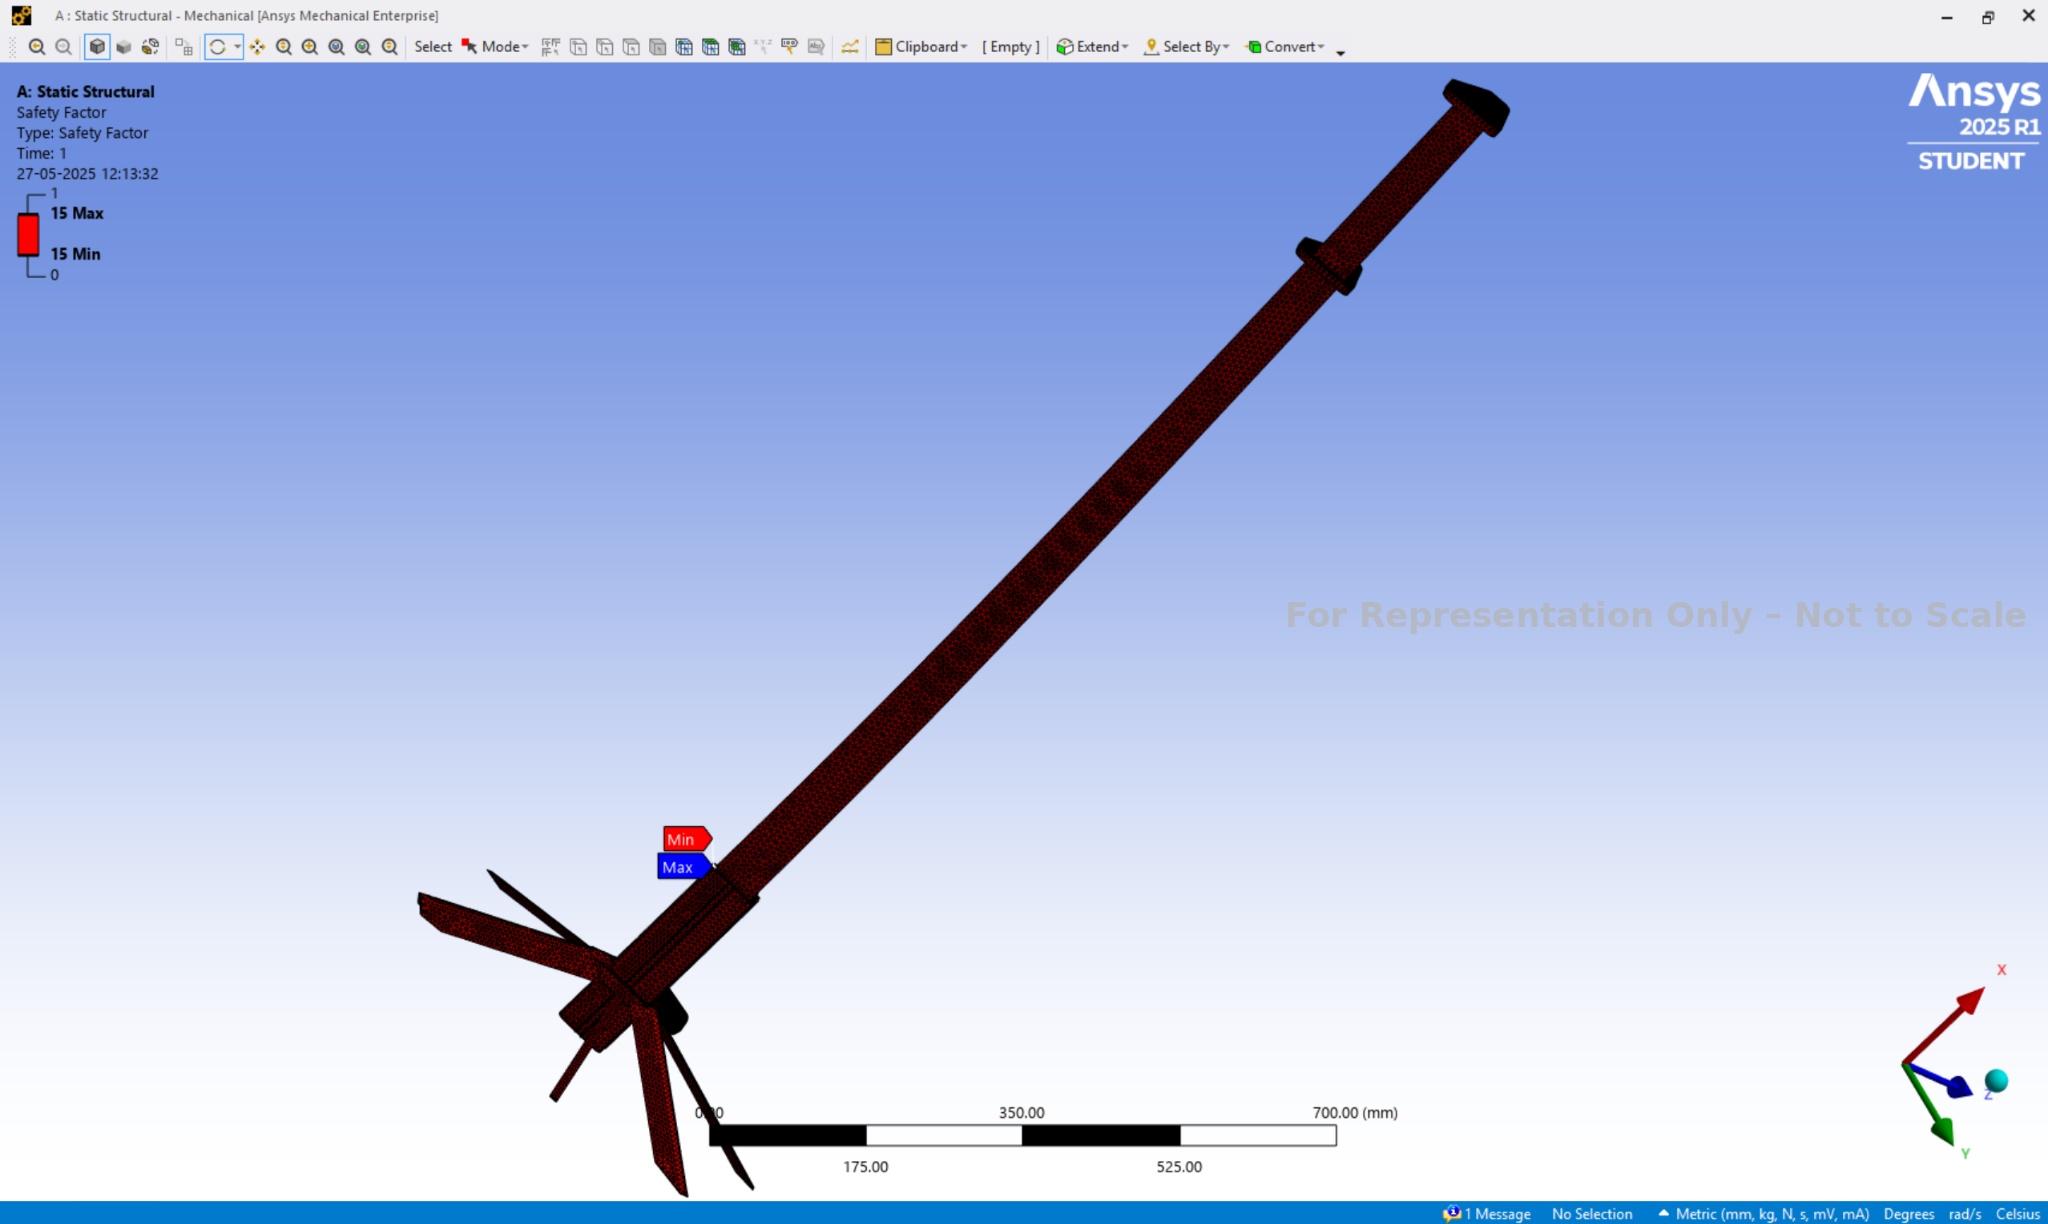 A : Static Structural - Mechanical [Ansys Mechanical Enterprise]
Select Mode Clipboard [ Empty ] Extend Select By Convert
A: Static Structural
Safety Factor
Type: Safety Factor
Time: 1
27-05-2025 12:13:32
1
15 Max
15 Min
0
Ansys
2025 R1
STUDENT
For Representation Only – Not to Scale
Min
Max
X
Z
Y
0.00 350.00 700.00 (mm)
175.00 525.00
1 Message No Selection Metric (mm, kg, N, s, mV, mA) Degrees rad/s Celsius